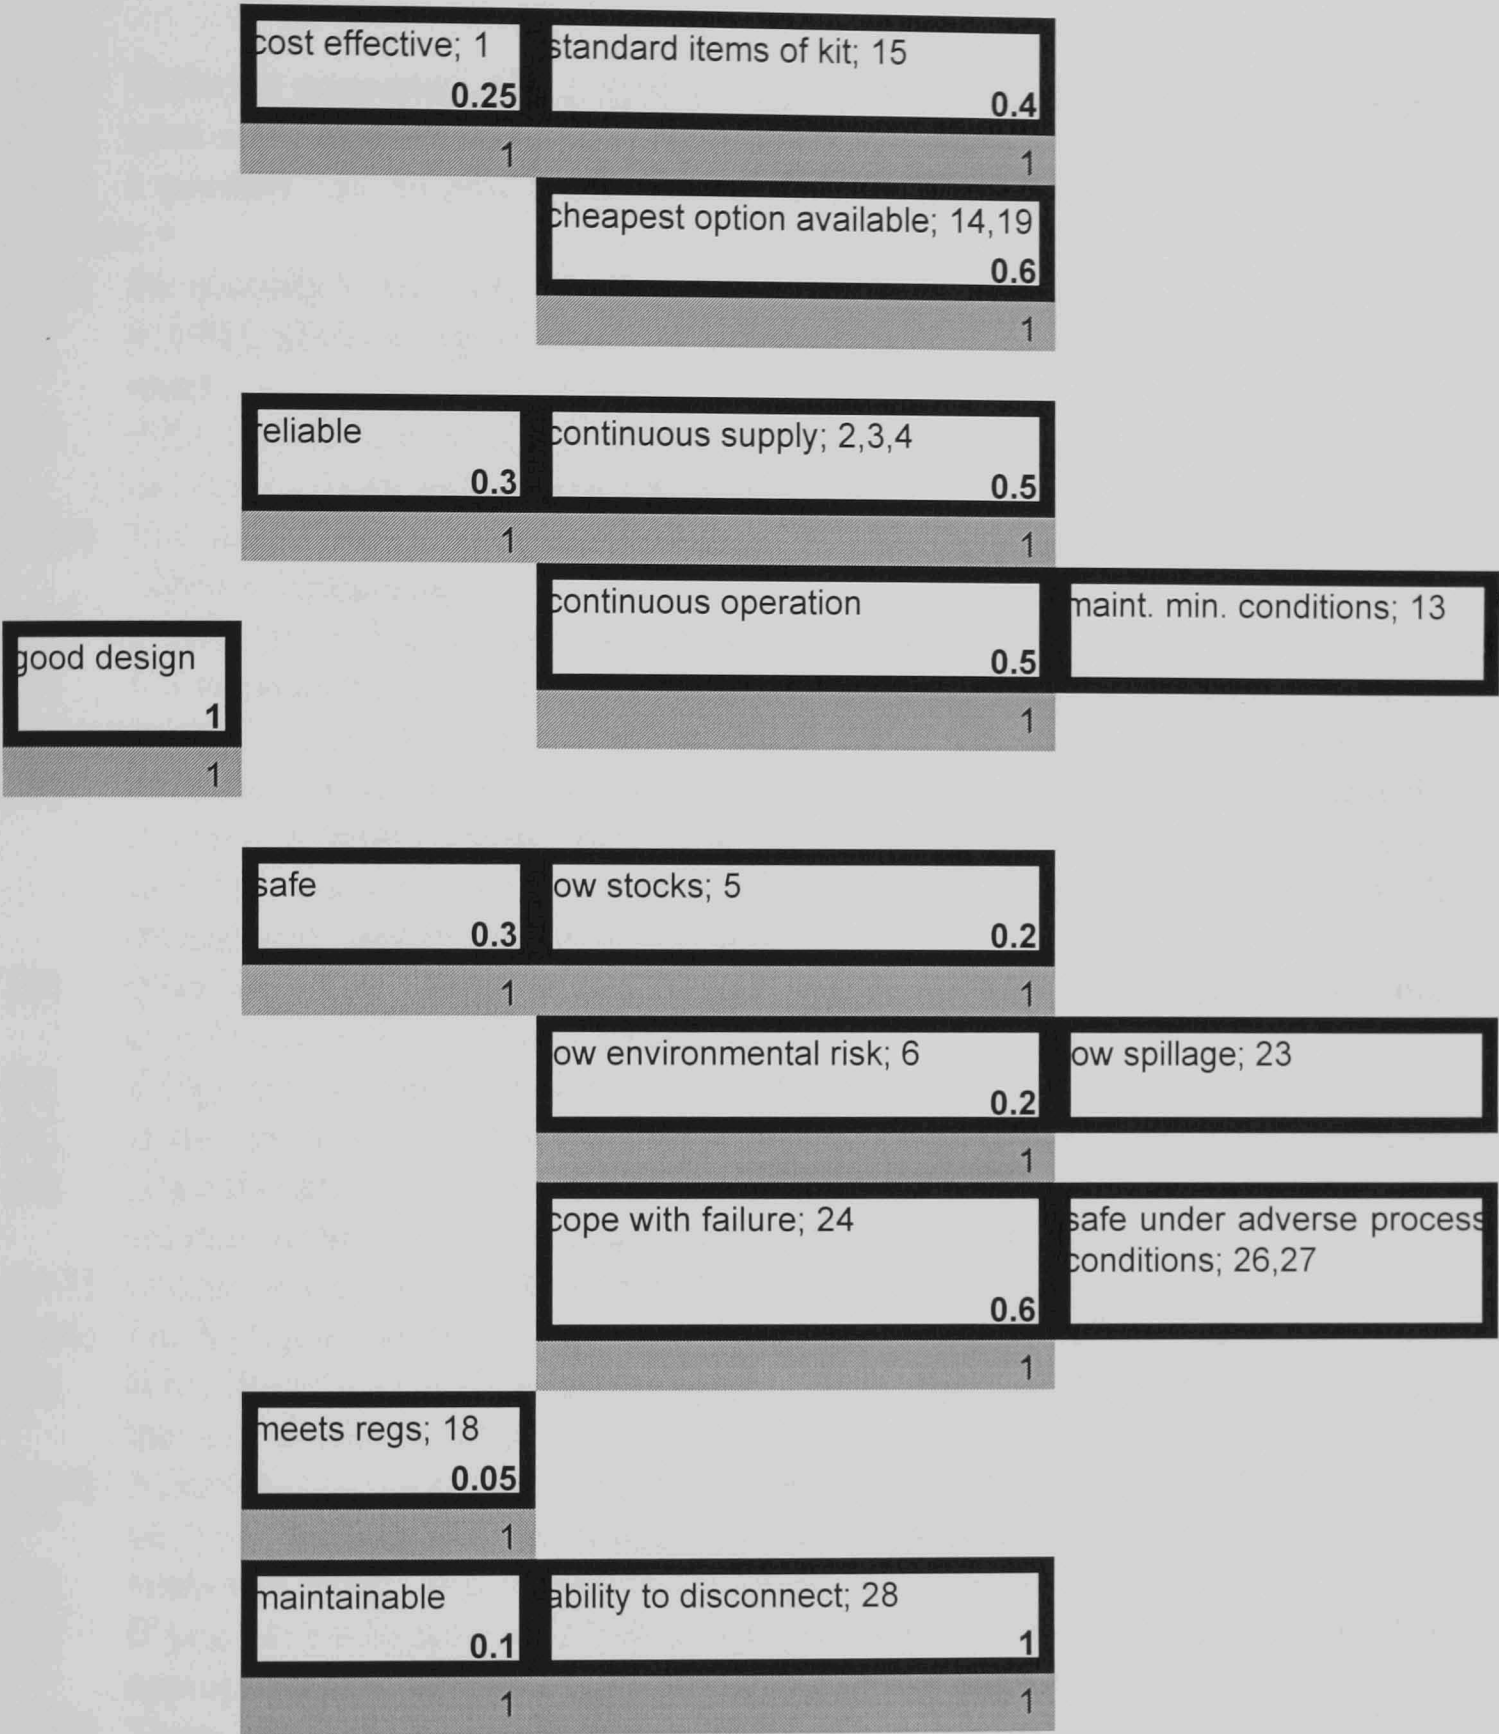 cost effective; 1
0.25
1
standard items of kit; 15
0.4
1
cheapest option available; 14,19
0.6
1
reliable
0.3
1
continuous supply; 2,3,4
0.5
1
continuous operation
0.5
1
maint. min. conditions; 13
good design
1
1
safe
0.3
1
ow stocks; 5
0.2
1
ow environmental risk; 6
0.2
1
ow spillage; 23
cope with failure; 24
0.6
1
safe under adverse process
conditions; 26,27
meets regs; 18
0.05
1
maintainable
0.1
1
ability to disconnect; 28
1
1